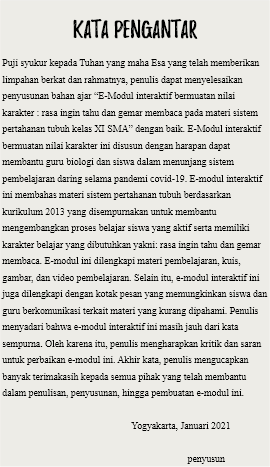 KATA PENGANTAR
Puji syukur kepada Tuhan yang maha Esa yang telah memberikan
limpahan berkat dan rahmatnya, penulis dapat menyelesaikan
penyusunan bahan ajar “E-Modul interaktif bermuatan nilai
karakter : rasa ingin tahu dan gemar membaca pada materi sistem
pertahanan tubuh kelas XI SMA” dengan baik. E-Modul interaktif
bermuatan nilai karakter ini disusun dengan harapan dapat
membantu guru biologi dan siswa dalam menunjang sistem
pembelajaran daring selama pandemi covid-19. E-modul interaktif
ini membahas materi sistem pertahanan tubuh berdasarkan
kurikulum 2013 yang disempurnakan untuk membantu
mengembangkan proses belajar siswa yang aktif serta memiliki
karakter belajar yang dibutuhkan yakni: rasa ingin tahu dan gemar
membaca. E-modul ini dilengkapi materi pembelajaran, kuis,
gambar, dan video pembelajaran. Selain itu, e-modul interaktif ini
juga dilengkapi dengan kotak pesan yang memungkinkan siswa dan
guru berkomunikasi terkait materi yang kurang dipahami. Penulis
menyadari bahwa e-modul interaktif ini masih jauh dari kata
sempurna. Oleh karena itu, penulis mengharapkan kritik dan saran
untuk perbaikan e-modul ini. Akhir kata, penulis mengucapkan
banyak terimakasih kepada semua pihak yang telah membantu
dalam penulisan, penyusunan, hingga pembuatan e-modul ini.
Yogyakarta, Januari 2021
penyusun